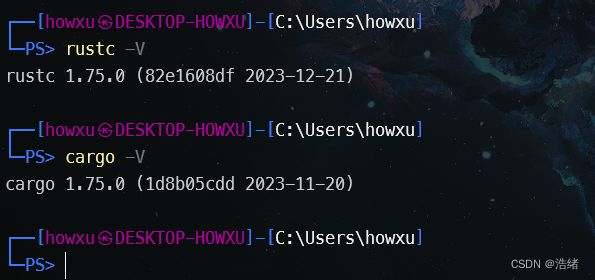 ┌──[howxu㉿DESKTOP-HOWXU]-[C:\Users\howxu]
└─PS> rustc -V
rustc 1.75.0 (82e1608df 2023-12-21)
┌──[howxu㉿DESKTOP-HOWXU]-[C:\Users\howxu]
└─PS> cargo -V
cargo 1.75.0 (1d8b05cdd 2023-11-20)
┌──[howxu㉿DESKTOP-HOWXU]-[C:\Users\howxu]
└─PS>
CSDN @浩绪